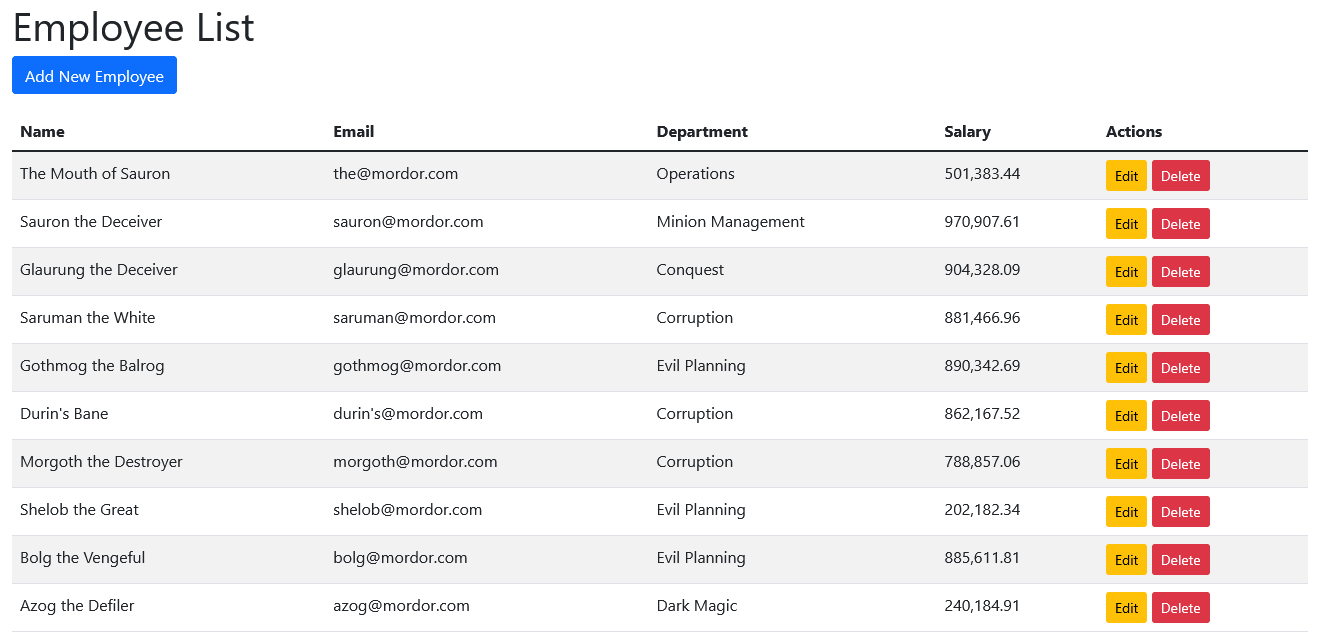 Employee List
Add New Employee
Name Email Department Salary Actions
The Mouth of Sauron the@mordor.com Operations 501,383.44 Edit Delete
Sauron the Deceiver sauron@mordor.com Minion Management 970,907.61 Edit Delete
Glaurung the Deceiver glaurung@mordor.com Conquest 904,328.09 Edit Delete
Saruman the White saruman@mordor.com Corruption 881,466.96 Edit Delete
Gothmog the Balrog gothmog@mordor.com Evil Planning 890,342.69 Edit Delete
Durin's Bane durin's@mordor.com Corruption 862,167.52 Edit Delete
Morgoth the Destroyer morgoth@mordor.com Corruption 788,857.06 Edit Delete
Shelob the Great shelob@mordor.com Evil Planning 202,182.34 Edit Delete
Bolg the Vengeful bolg@mordor.com Evil Planning 885,611.81 Edit Delete
Azog the Defiler azog@mordor.com Dark Magic 240,184.91 Edit Delete